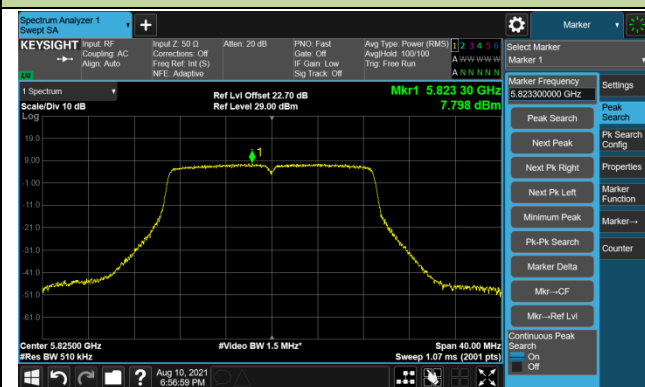 Spectrum Analyzer 1
Swept SA
+
Marker
KEYSIGHT
Input: RF
Coupling: AC
Align: Auto
Input Z: 50 Ω
Corrections: Off
Freq Ref: Int (S)
NFE: Adaptive
Atten: 20 dB
PNO: Fast
Gate: Off
IF Gain: Low
Sig Track: Off
Avg Type: Power (RMS)
Avg|Hold: 100/100
Trig: Free Run
1 2 3 4 5 6
A W W W W W
A N N N N N
LXI
Select Marker
Marker 1
1 Spectrum
Scale/Div 10 dB
Log
Ref Lvl Offset 22.70 dB
Ref Level 29.00 dBm
Mkr1 5.823 30 GHz
7.798 dBm
19.0
9.00
-1.00
-11.0
-21.0
-31.0
-41.0
-51.0
-61.0
1
Center 5.82500 GHz
#Res BW 510 kHz
#Video BW 1.5 MHz*
Span 40.00 MHz
Sweep 1.07 ms (2001 pts)
Marker Frequency
5.823300000 GHz
Peak Search
Next Peak
Next Pk Right
Next Pk Left
Minimum Peak
Pk-Pk Search
Marker Delta
Mkr→CF
Mkr→Ref Lvl
Continuous Peak
Search
On
Off
Settings
Peak
Search
Pk Search
Config
Properties
Marker
Function
Marker→
Counter
?
Aug 10, 2021
6:56:59 PM